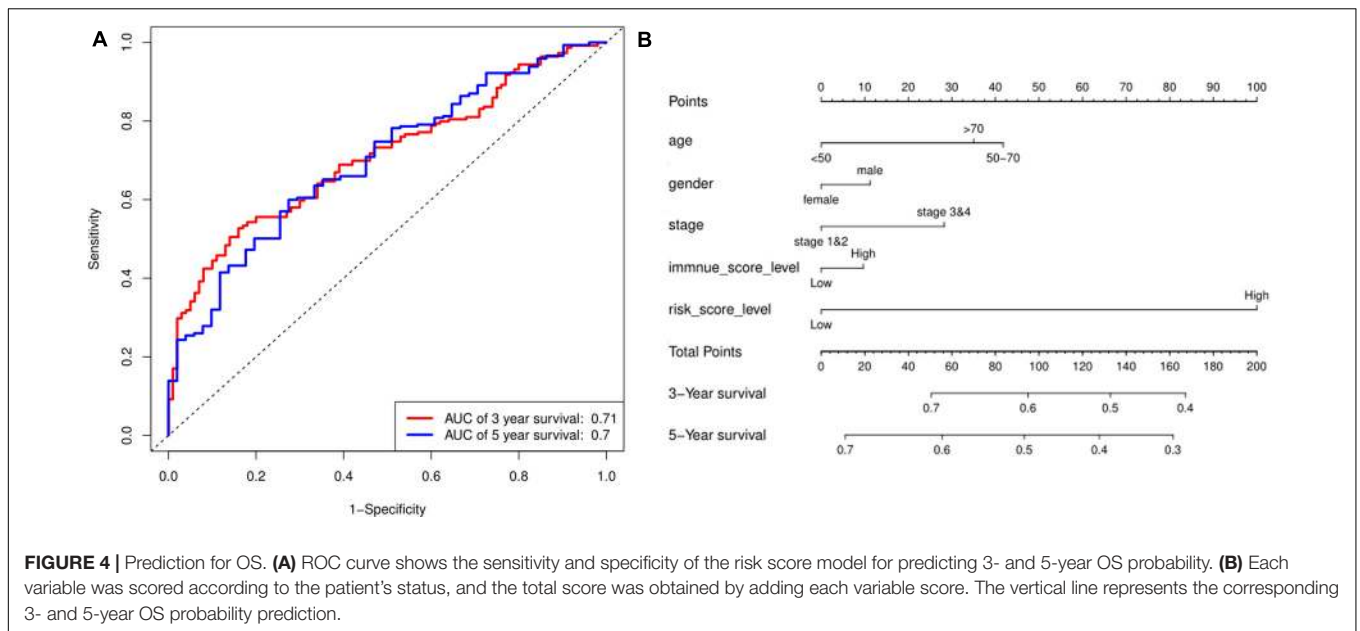 A
1.0
0.8
0.6
0.4
0.2
0.0
Sensitivity
AUC of 3 year survival: 0.71
AUC of 5 year survival: 0.7
0.0 0.2 0.4 0.6 0.8 1.0
1−Specificity
B
0 10 20 30 40 50 60 70 80 90 100
Points
>70
age
<50 50−70
male
gender
female
stage 3&4
stage
stage 1&2
High
immnue_score_level
Low
High
risk_score_level
Low
Total Points
0 20 40 60 80 100 120 140 160 180 200
3−Year survival
0.7 0.6 0.5 0.4
5−Year survival
0.7 0.6 0.5 0.4 0.3
FIGURE 4 | Prediction for OS. (A) ROC curve shows the sensitivity and specificity of the risk score model for predicting 3- and 5-year OS probability. (B) Each
variable was scored according to the patient's status, and the total score was obtained by adding each variable score. The vertical line represents the corresponding
3- and 5-year OS probability prediction.